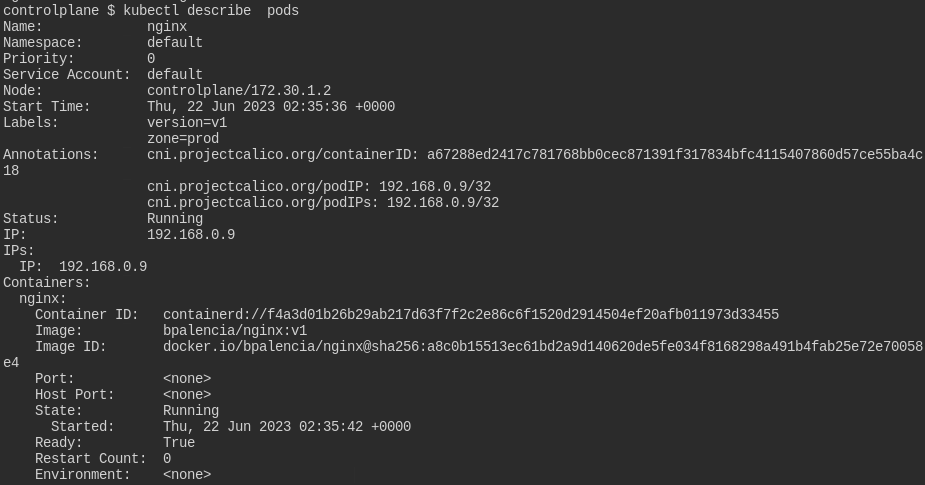 controlplane $ kubectl describe  pods
Name:             nginx
Namespace:        default
Priority:         0
Service Account:  default
Node:             controlplane/172.30.1.2
Start Time:       Thu, 22 Jun 2023 02:35:36 +0000
Labels:           version=v1
                  zone=prod
Annotations:      cni.projectcalico.org/containerID: a67288ed2417c781768bb0cec871391f317834bfc4115407860d57ce55ba4c
18
                  cni.projectcalico.org/podIP: 192.168.0.9/32
                  cni.projectcalico.org/podIPs: 192.168.0.9/32
Status:           Running
IP:               192.168.0.9
IPs:
  IP:  192.168.0.9
Containers:
  nginx:
    Container ID:   containerd://f4a3d01b26b29ab217d63f7f2c2e86c6f1520d2914504ef20afb011973d33455
    Image:          bpalencia/nginx:v1
    Image ID:       docker.io/bpalencia/nginx@sha256:a8c0b15513ec61bd2a9d140620de5fe034f8168298a491b4fab25e72e70058
e4
    Port:           <none>
    Host Port:      <none>
    State:          Running
      Started:      Thu, 22 Jun 2023 02:35:42 +0000
    Ready:          True
    Restart Count:  0
    Environment:    <none>